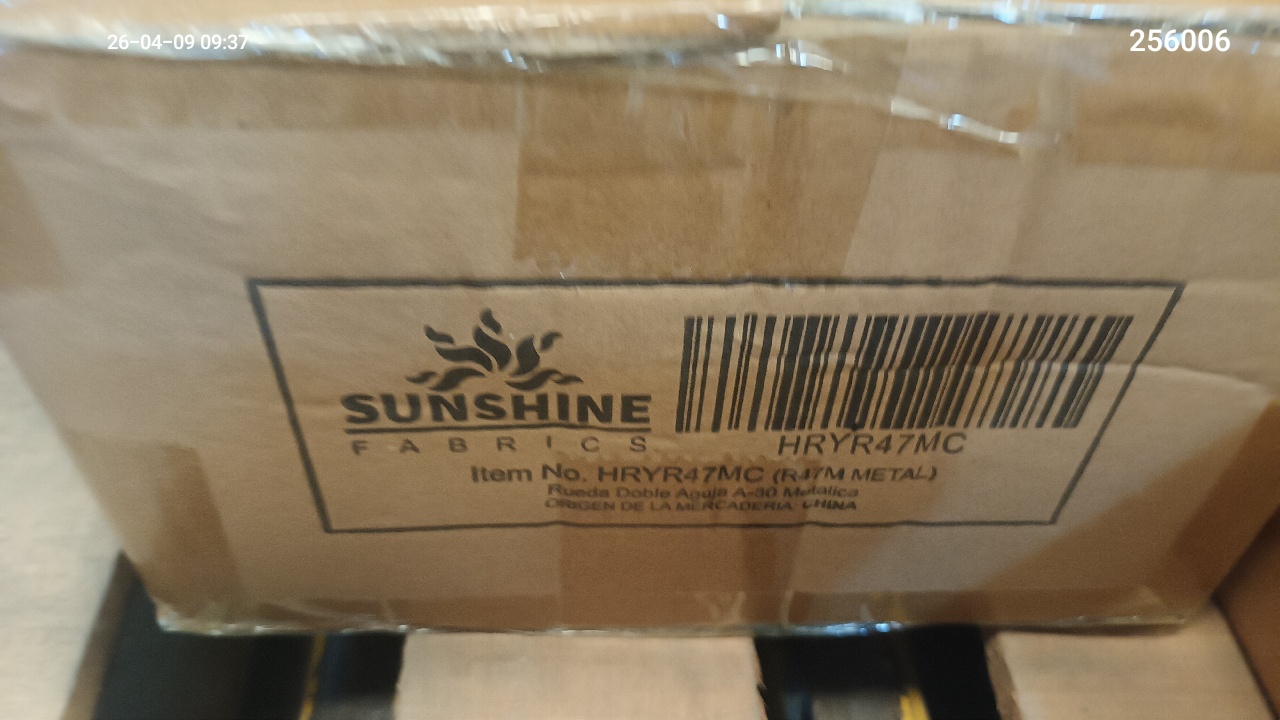 26-04-09 09:37
256006
SUNSHINE
FABRICS
HRYR47MC
Item No. HRYR47MC (R47M METAL)
Rueda Doble Aguja A-30 Metalica
ORIGEN DE LA MERCADERIA: CHINA